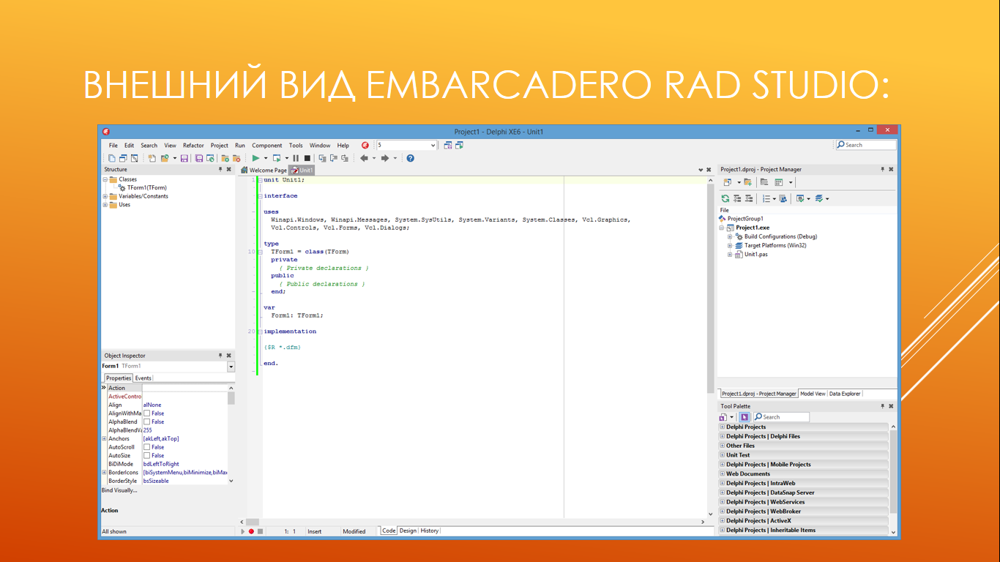 ВНЕШНИЙ ВИД EMBARCADERO RAD STUDIO:
Project1 - Delphi XE6 - Unit1
File Edit Search View Refactor Project Run Component Tools Window Help 5 Search
Structure
Classes
TForm1(TForm)
Variables/Constants
Uses
Object Inspector
Form1 TForm1
Properties Events
Action
ActiveContro
Align alNone
AlignWithMa False
AlphaBlend False
AlphaBlendVa 255
Anchors [akLeft,akTop]
AutoScroll False
AutoSize False
BiDiMode bdLeftToRight
BorderIcons [biSystemMenu,biMinimize,biMax
BorderStyle bsSizeable
Bind Visually...
Action
All shown
Welcome Page Unit1
1 unit Unit1;
interface
uses
Winapi.Windows, Winapi.Messages, System.SysUtils, System.Variants, System.Classes, Vcl.Graphics,
Vcl.Controls, Vcl.Forms, Vcl.Dialogs;
type
10 TForm1 = class(TForm)
private
{ Private declarations }
public
{ Public declarations }
end;
var
Form1: TForm1;
20 implementation
{$R *.dfm}
end.
1: 1 Insert Modified Code Design History
Project1.dproj - Project Manager
File
ProjectGroup1
Project1.exe
Build Configurations (Debug)
Target Platforms (Win32)
Unit1.pas
Project1.dproj - Project Manager Model View Data Explorer
Tool Palette
Search
Delphi Projects
Delphi Projects | Delphi Files
Other Files
Unit Test
Delphi Projects | Mobile Projects
Web Documents
Delphi Projects | IntraWeb
Delphi Projects | DataSnap Server
Delphi Projects | WebServices
Delphi Projects | WebBroker
Delphi Projects | ActiveX
Delphi Projects | Inheritable Items